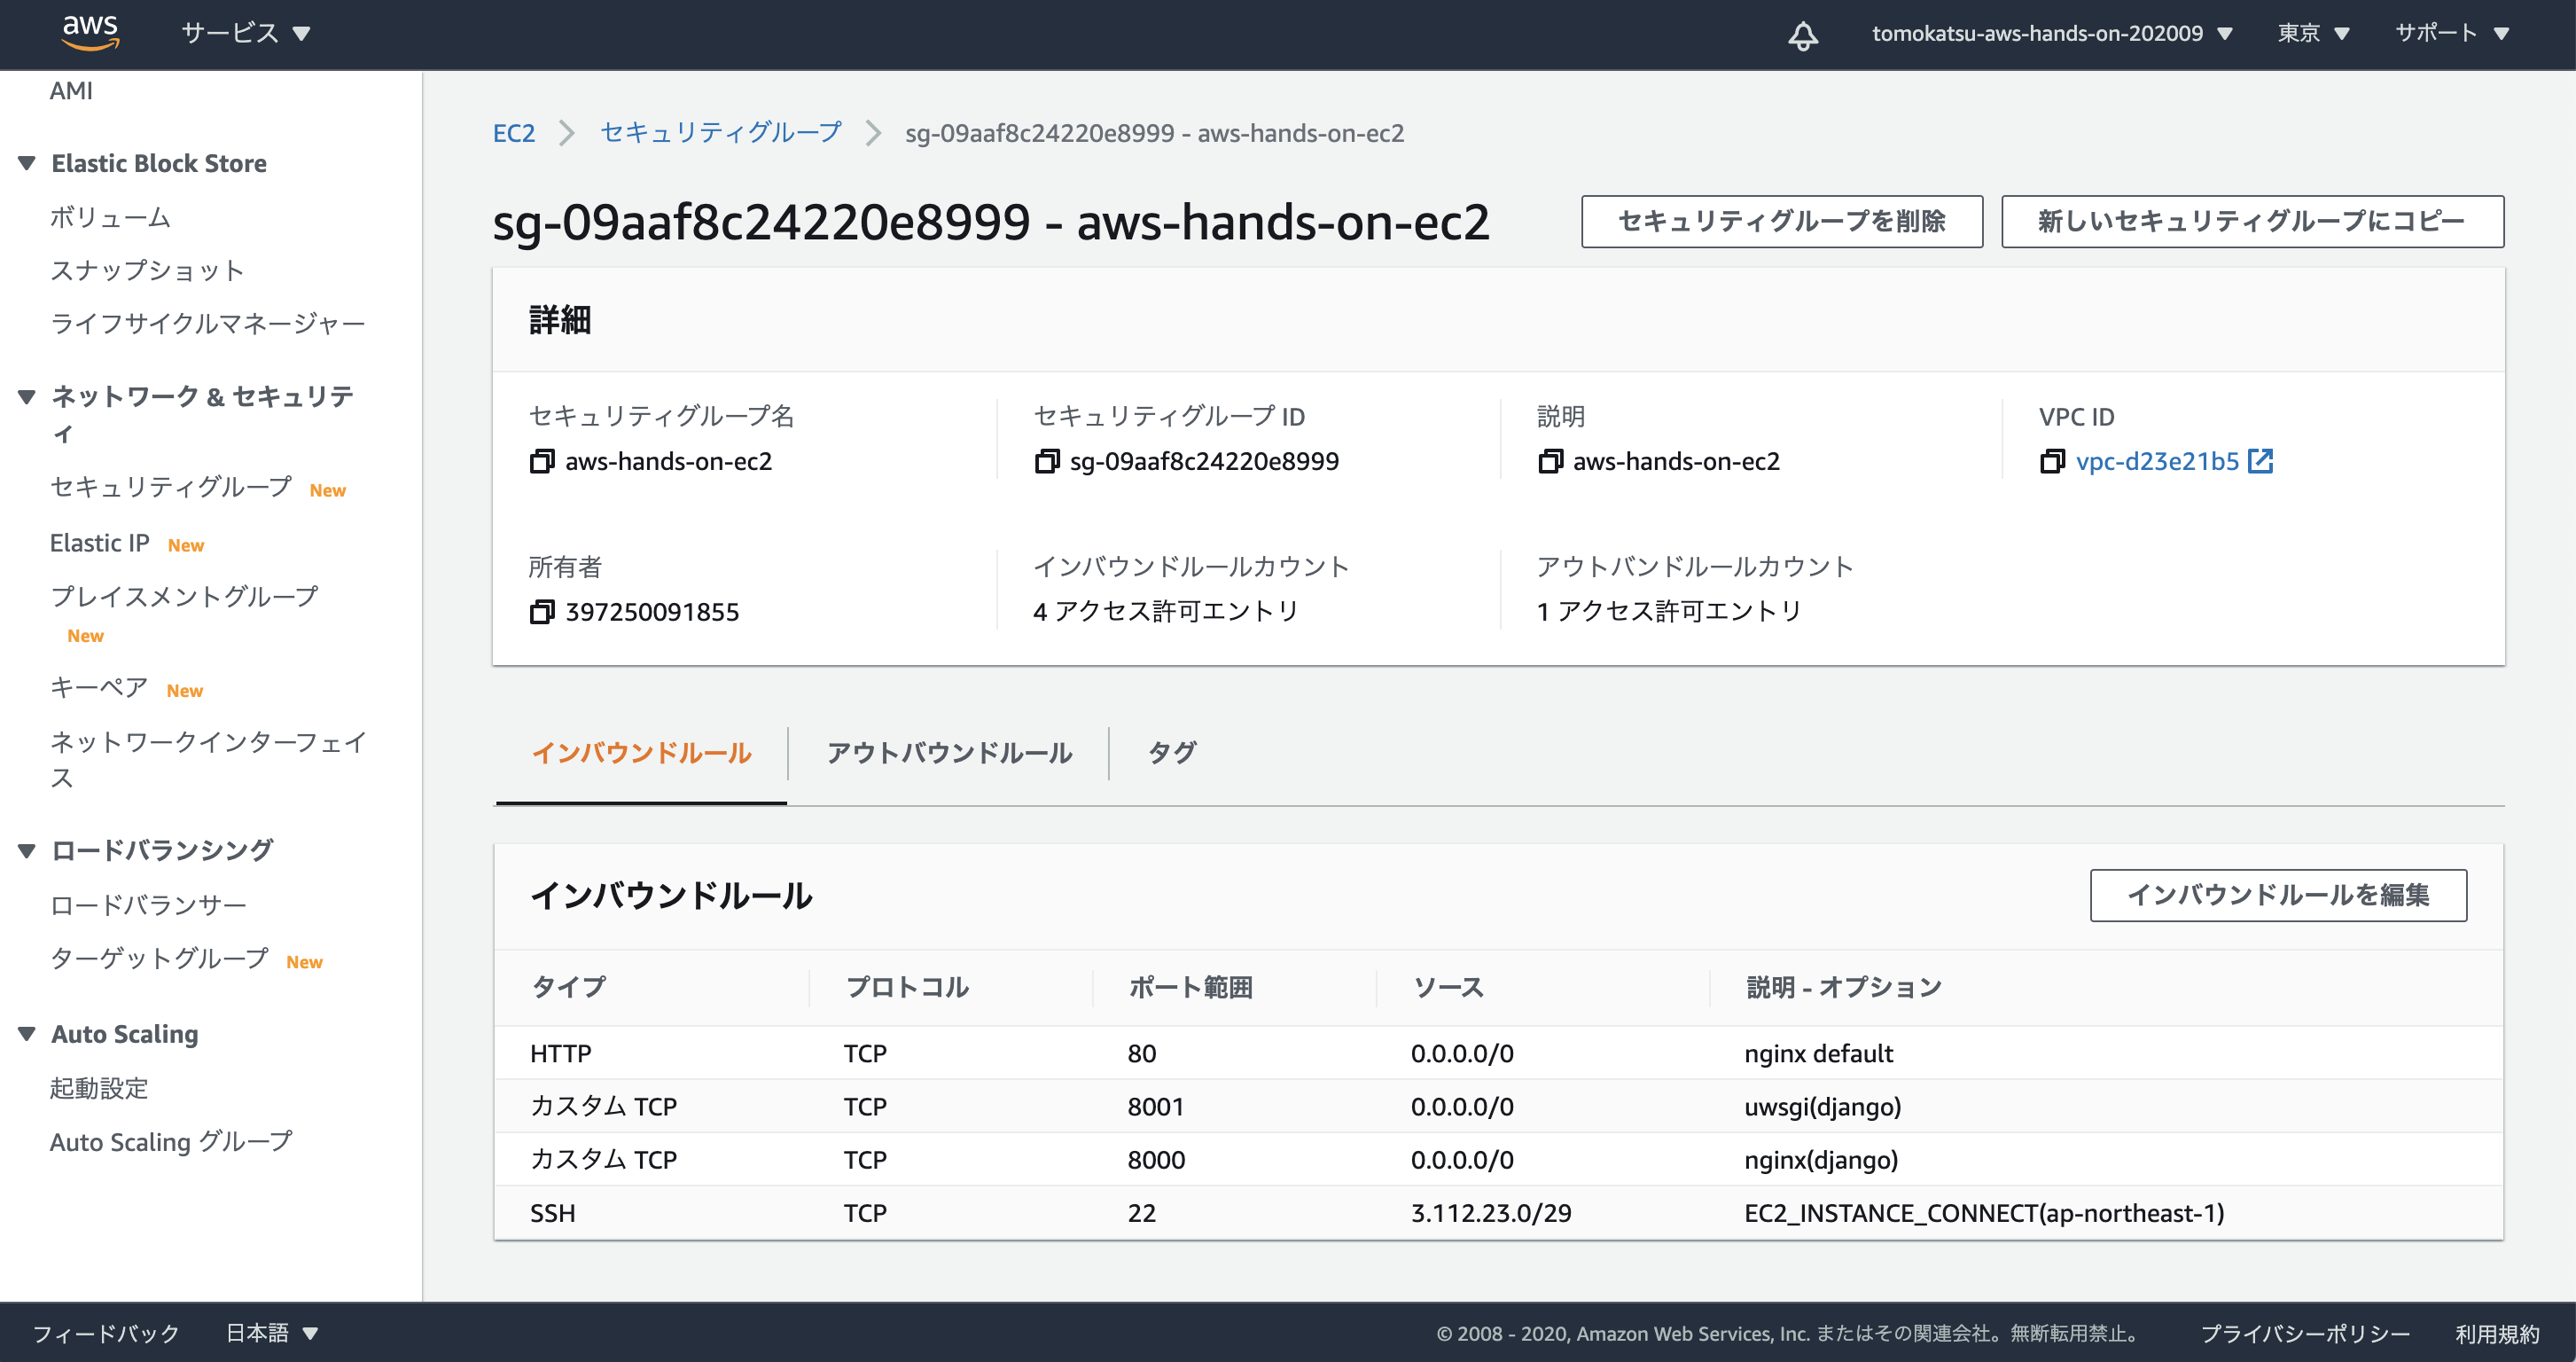 aws
サービス
tomokatsu-aws-hands-on-202009
東京
サポート
AMI
Elastic Block Store
ボリューム
スナップショット
ライフサイクルマネージャー
ネットワーク & セキュリテ
ィ
セキュリティグループ New
Elastic IP New
プレイスメントグループ
New
キーペア New
ネットワークインターフェイ
ス
ロードバランシング
ロードバランサー
ターゲットグループ New
Auto Scaling
起動設定
Auto Scaling グループ
EC2
セキュリティグループ
sg-09aaf8c24220e8999 - aws-hands-on-ec2
sg-09aaf8c24220e8999 - aws-hands-on-ec2
セキュリティグループを削除
新しいセキュリティグループにコピー
詳細
セキュリティグループ名
aws-hands-on-ec2
セキュリティグループ ID
sg-09aaf8c24220e8999
説明
aws-hands-on-ec2
VPC ID
vpc-d23e21b5
所有者
397250091855
インバウンドルールカウント
4 アクセス許可エントリ
アウトバンドルールカウント
1 アクセス許可エントリ
インバウンドルール
アウトバウンドルール
タグ
インバウンドルール
インバウンドルールを編集
タイプ プロトコル ポート範囲 ソース 説明 - オプション
HTTP TCP 80 0.0.0.0/0 nginx default
カスタム TCP TCP 8001 0.0.0.0/0 uwsgi(django)
カスタム TCP TCP 8000 0.0.0.0/0 nginx(django)
SSH TCP 22 3.112.23.0/29 EC2_INSTANCE_CONNECT(ap-northeast-1)
フィードバック
日本語
© 2008 - 2020, Amazon Web Services, Inc. またはその関連会社。無断転用禁止。
プライバシーポリシー
利用規約